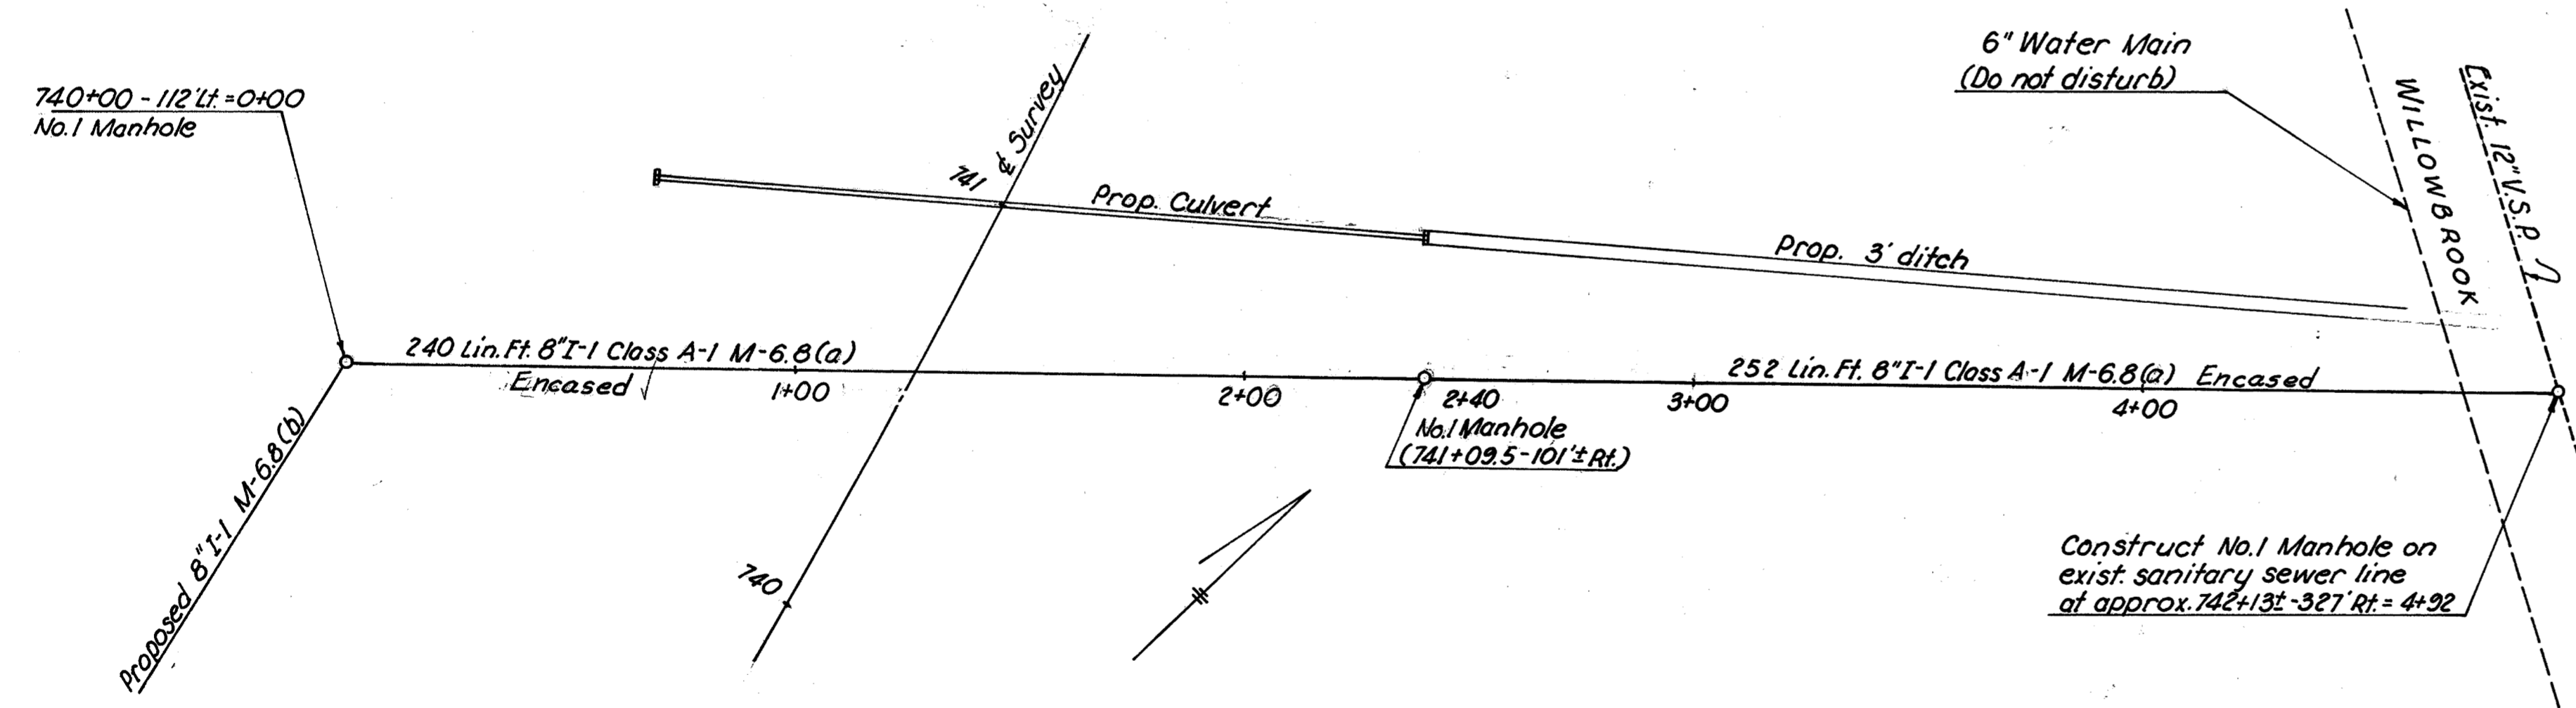 740+00 - 112' Lt. = 0+00
No. 1 Manhole
741
℄ Survey
Prop. Culvert
Prop. 3' ditch
6" Water Main
(Do not disturb)
WILLOWBROOK
Exist. 12" V.S.P.
240 Lin. Ft. 8" I-1 Class A-1 M-6.8(a)
Encased
1+00
2+00
2+40
No. 1 Manhole
(741+09.5-101'± Rt.)
252 Lin. Ft. 8" I-1 Class A-1 M-6.8(a) Encased
3+00
4+00
Proposed 8" I-1 M-6.8(b)
740
Construct No. 1 Manhole on
exist. sanitary sewer line
at approx. 742+13± -327' Rt. = 4+92